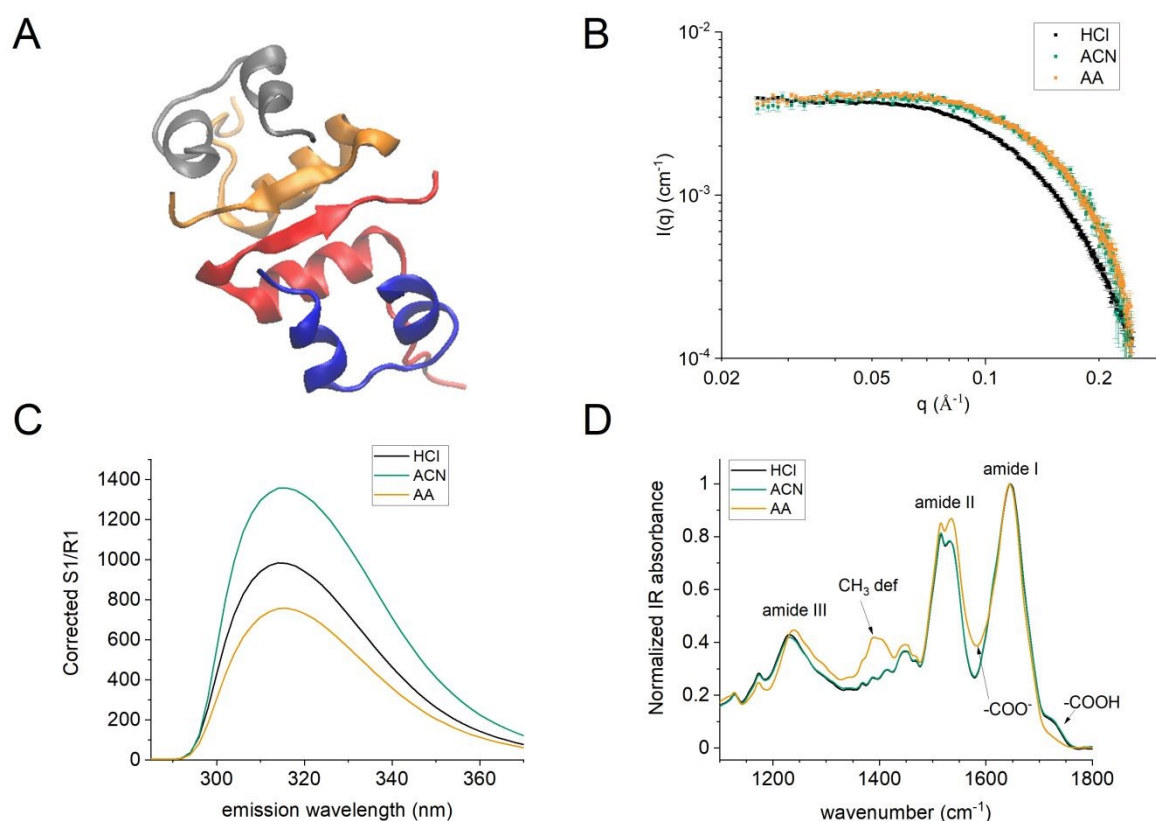 A
B
I(q) (cm⁻¹)
10⁻²
10⁻³
10⁻⁴
HCl
ACN
AA
0.02
0.05
0.1
0.2
q (Å⁻¹)
C
Corrected S1/R1
1400
1200
1000
800
600
400
200
0
HCl
ACN
AA
300
320
340
360
emission wavelength (nm)
D
Normalized IR absorbance
1
0.8
0.6
0.4
0.2
0
HCl
ACN
AA
amide I
amide II
CH₃ def
amide III
-COO⁻
-COOH
1200
1400
1600
1800
wavenumber (cm⁻¹)